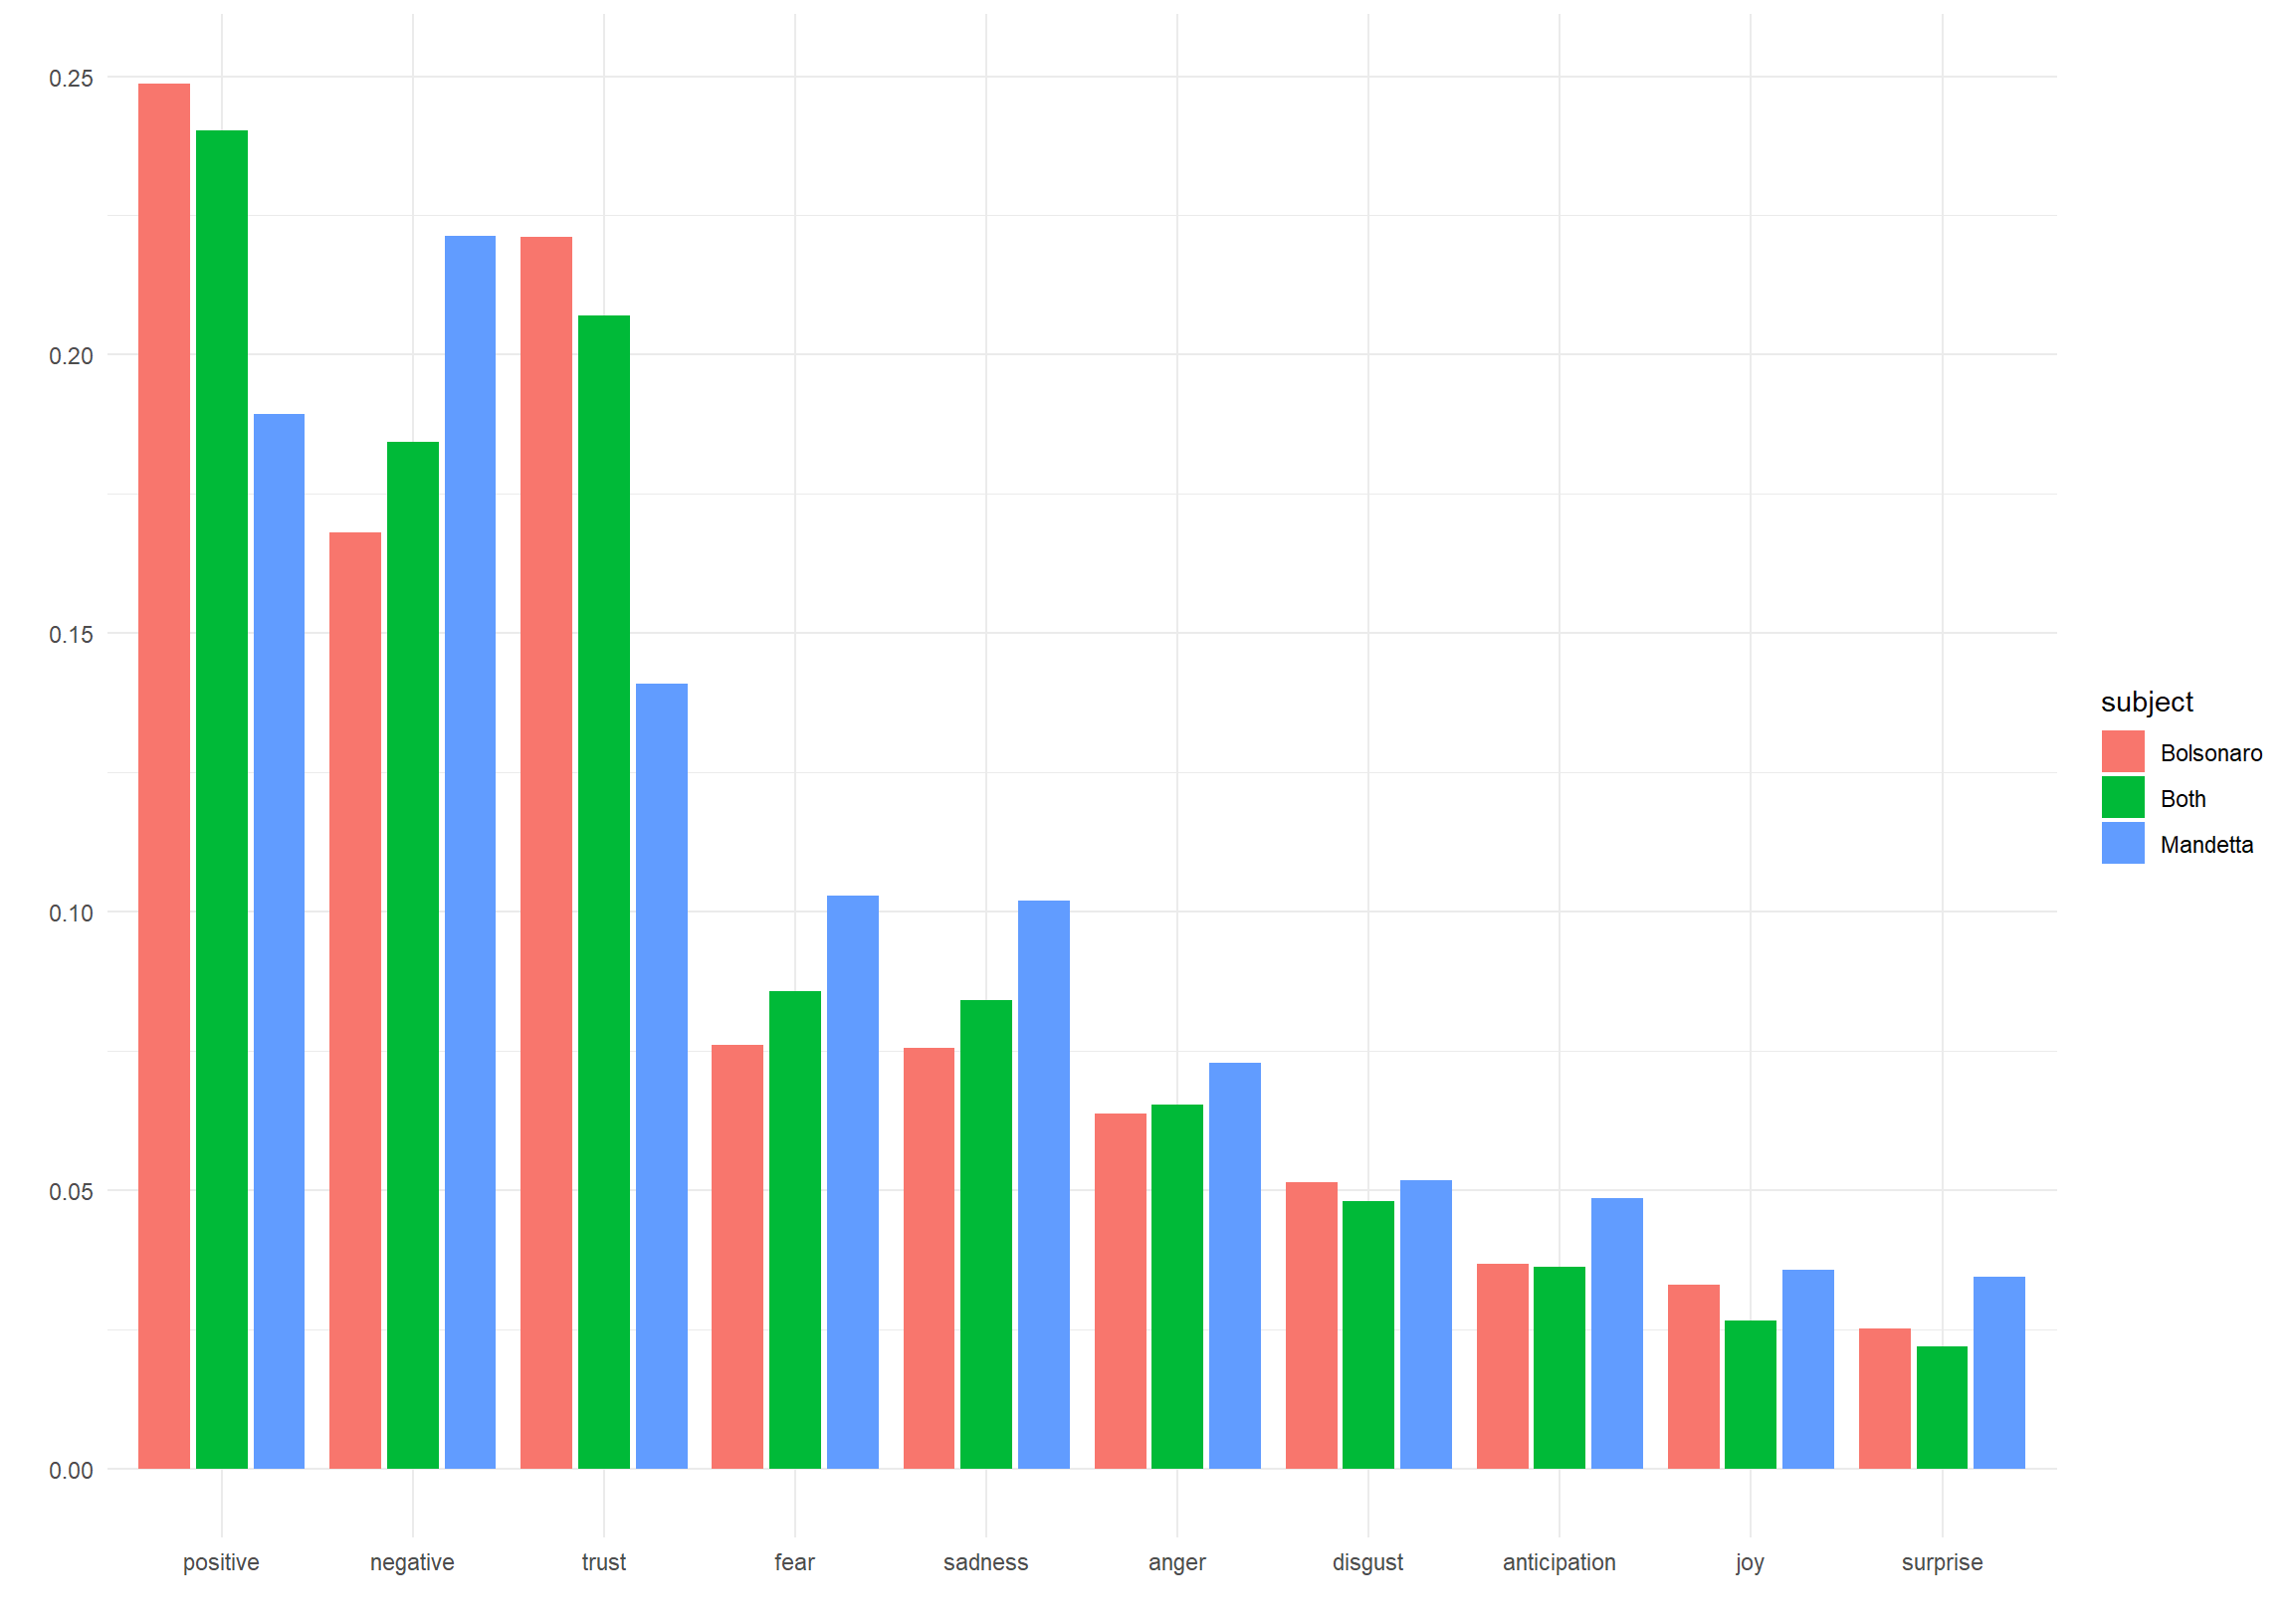 0.25
0.20
0.15
0.10
0.05
0.00
positive negative trust fear sadness anger disgust anticipation joy surprise
subject
Bolsonaro
Both
Mandetta